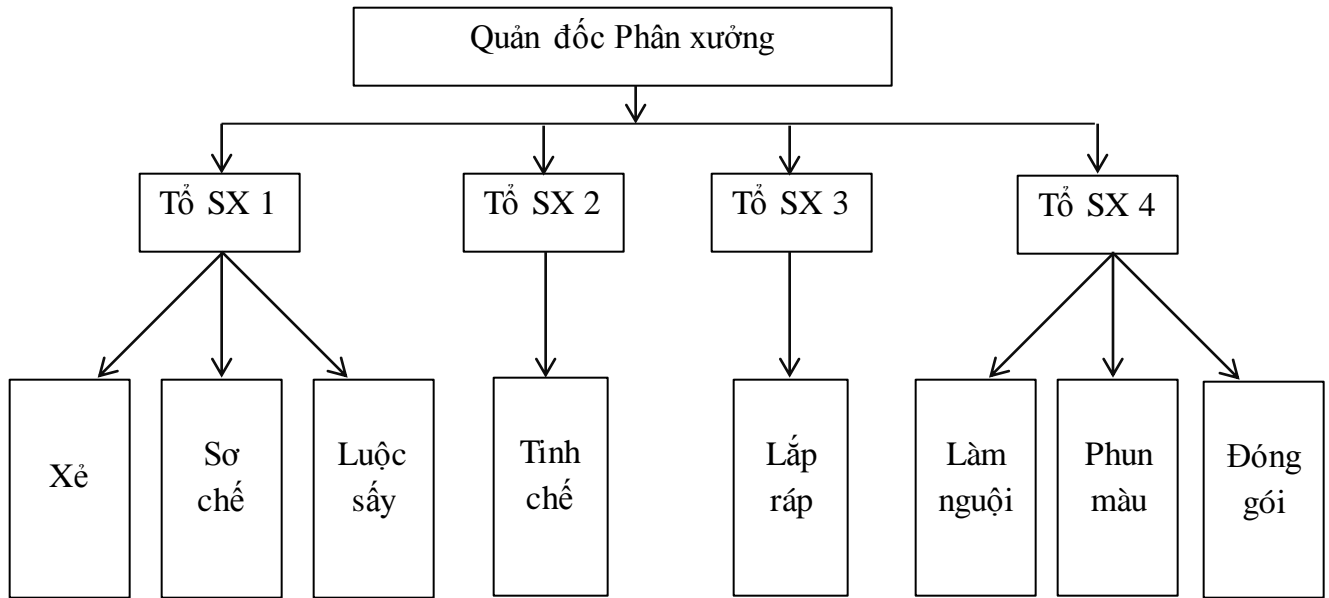 Quản đốc Phân xưởng
Tổ SX 1
Tổ SX 2
Tổ SX 3
Tổ SX 4
Xẻ
Sơ
chế
Luộc
sấy
Tinh
chế
Lắp
ráp
Làm
nguội
Phun
màu
Đóng
gói